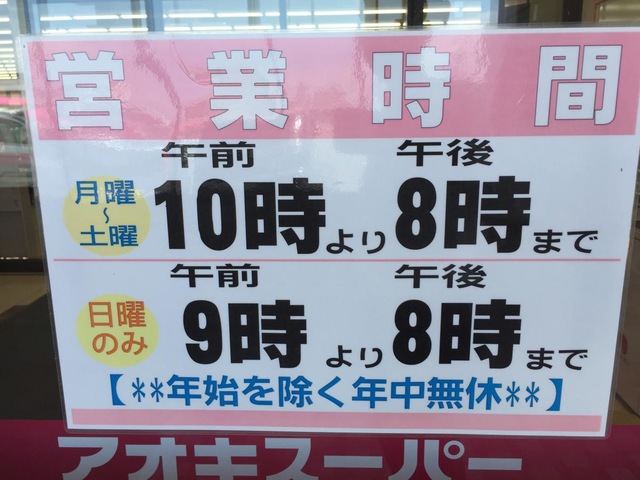 営業時間
午前 午後
月曜
~
土曜
10時より8時まで
午前 午後
日曜
のみ
9時より8時まで
【**年始を除く年中無休**】
アオキスーパー